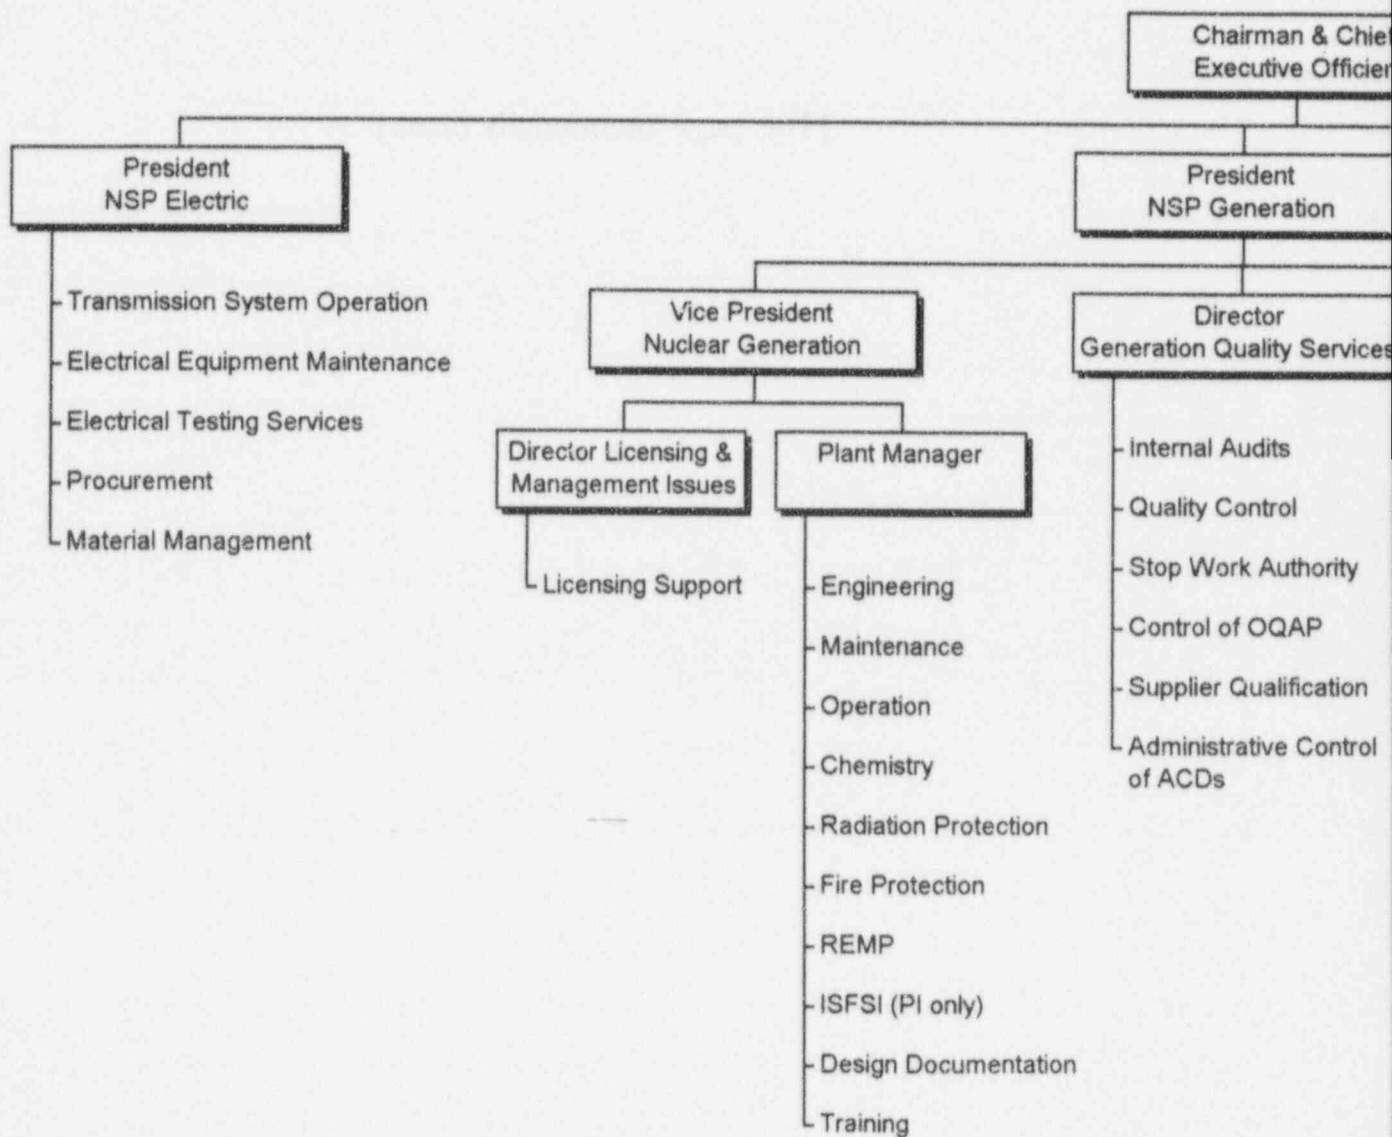 Chairman & Chief
Executive Officier
President
NSP Electric
President
NSP Generation
Transmission System Operation
Electrical Equipment Maintenance
Electrical Testing Services
Procurement
Material Management
Vice President
Nuclear Generation
Director
Generation Quality Services
Director Licensing &
Management Issues
Licensing Support
Plant Manager
Engineering
Maintenance
Operation
Chemistry
Radiation Protection
Fire Protection
REMP
ISFSI (PI only)
Design Documentation
Training
Internal Audits
Quality Control
Stop Work Authority
Control of OQAP
Supplier Qualification
Administrative Control
of ACDs